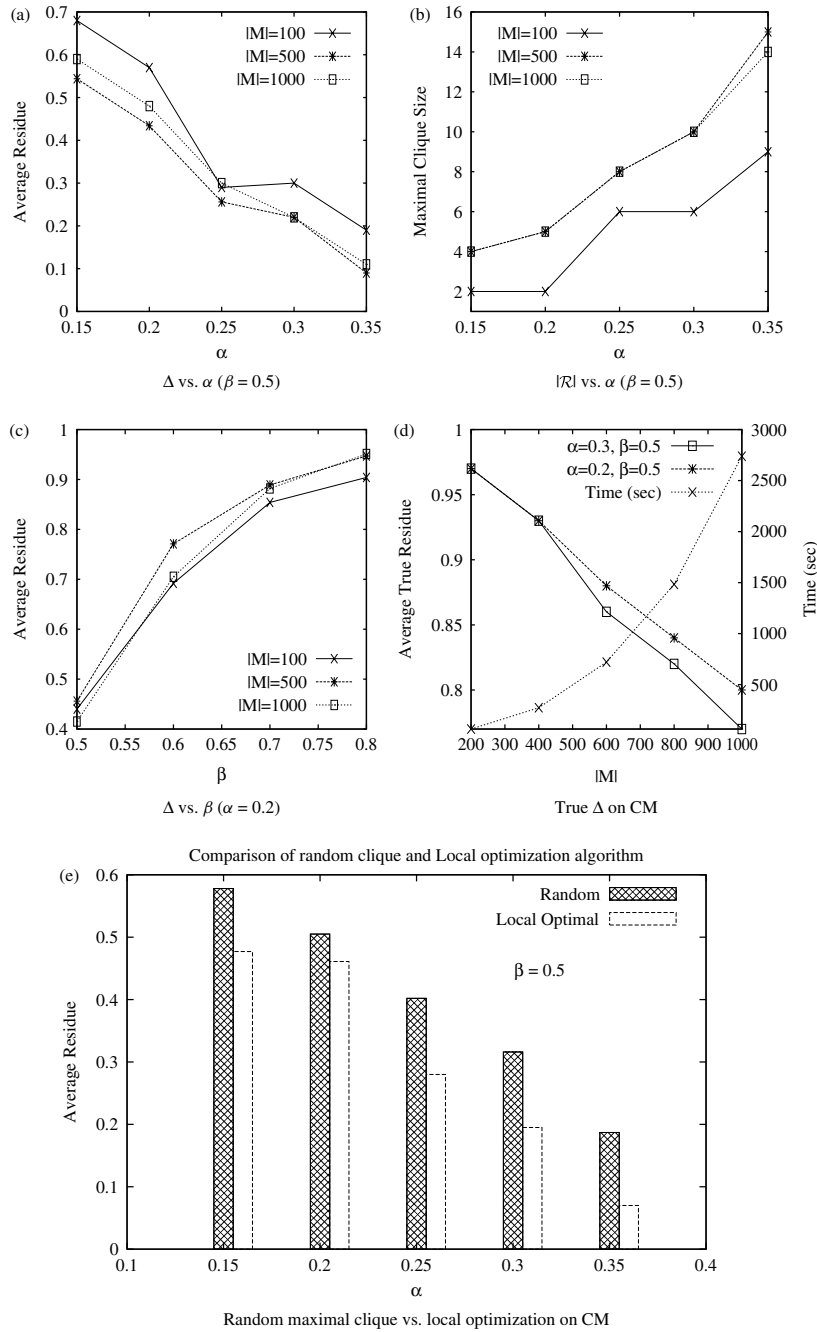 (a)
0.7
0.6
0.5
0.4
0.3
0.2
0.1
0
Average Residue
|M|=100
|M|=500
|M|=1000
0.15 0.2 0.25 0.3 0.35
α
Δ vs. α (β = 0.5)
(b)
16
14
12
10
8
6
4
2
Maximal Clique Size
|M|=100
|M|=500
|M|=1000
0.15 0.2 0.25 0.3 0.35
α
|ℛ| vs. α (β = 0.5)
(c)
1
0.9
0.8
0.7
0.6
0.5
0.4
Average Residue
|M|=100
|M|=500
|M|=1000
0.5 0.55 0.6 0.65 0.7 0.75 0.8
β
Δ vs. β (α = 0.2)
(d)
1
0.95
0.9
0.85
0.8
Average True Residue
α=0.3, β=0.5
α=0.2, β=0.5
Time (sec)
3000
2500
2000
1500
1000
500
Time (sec)
200 300 400 500 600 700 800 900 1000
|M|
True Δ on CM
Comparison of random clique and Local optimization algorithm
(e)
0.6
0.5
0.4
0.3
0.2
0.1
0
Average Residue
Random
Local Optimal
β = 0.5
0.1 0.15 0.2 0.25 0.3 0.35 0.4
α
Random maximal clique vs. local optimization on CM